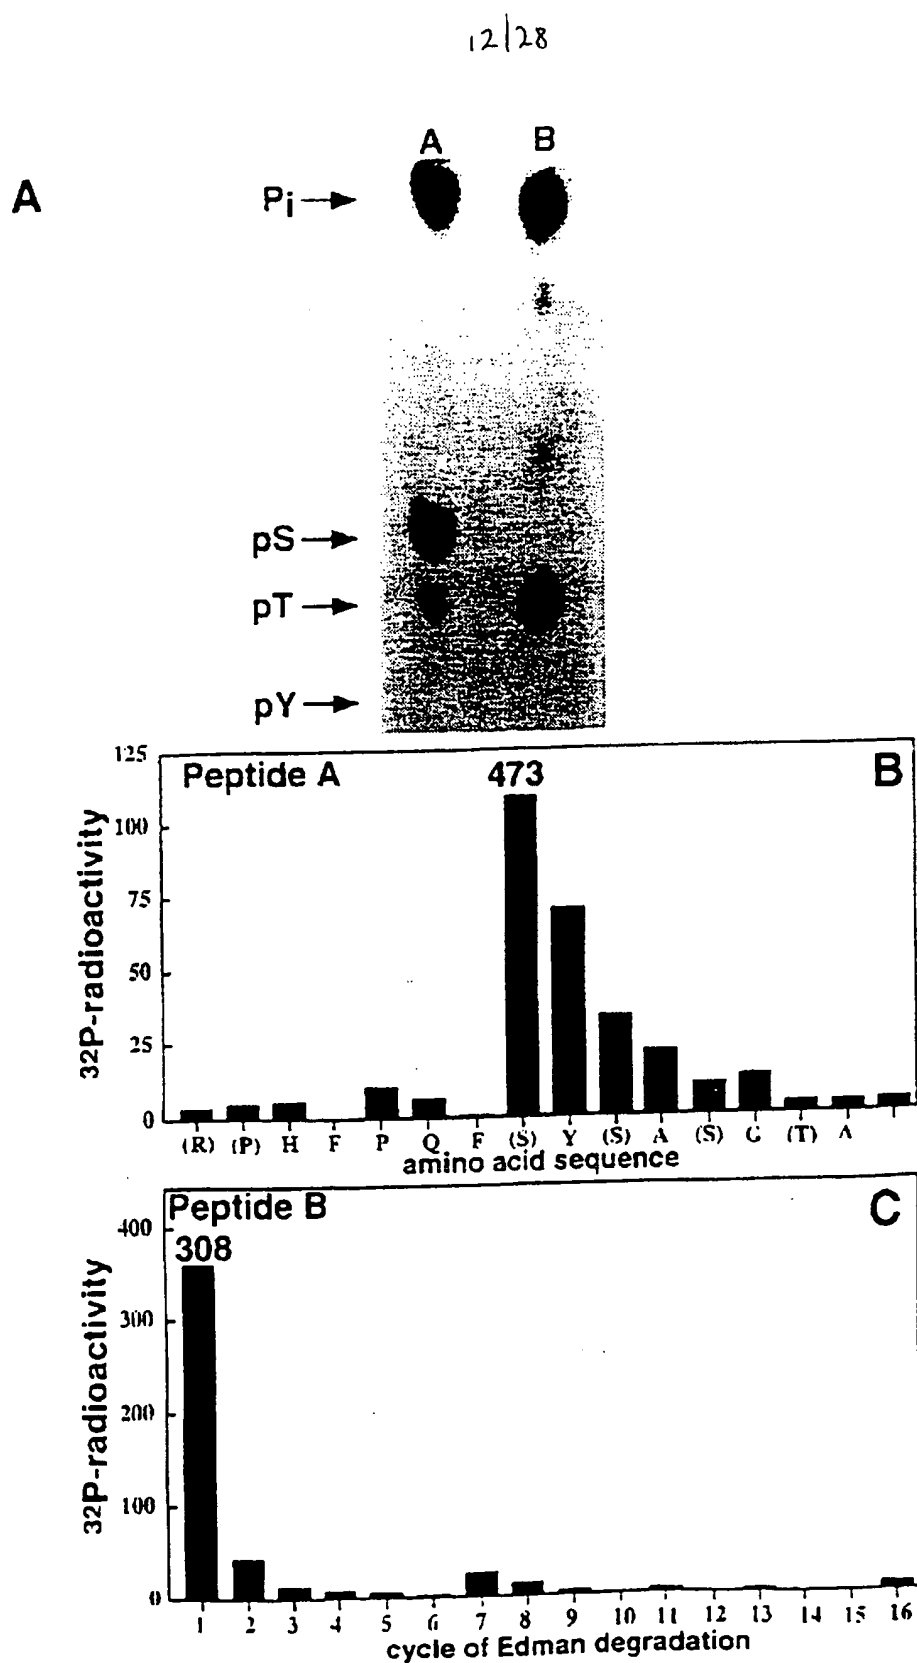 12/28
A B
A
Pi
pS
pT
pY
Peptide A 473 B
125
100
75
50
25
0
32P-radioactivity
(R) (P) H F P Q F (S) Y (S) A (S) G (T) A
amino acid sequence
Peptide B C
308
400
300
200
100
0
32P-radioactivity
1 2 3 4 5 6 7 8 9 10 11 12 13 14 15 16
cycle of Edman degradation